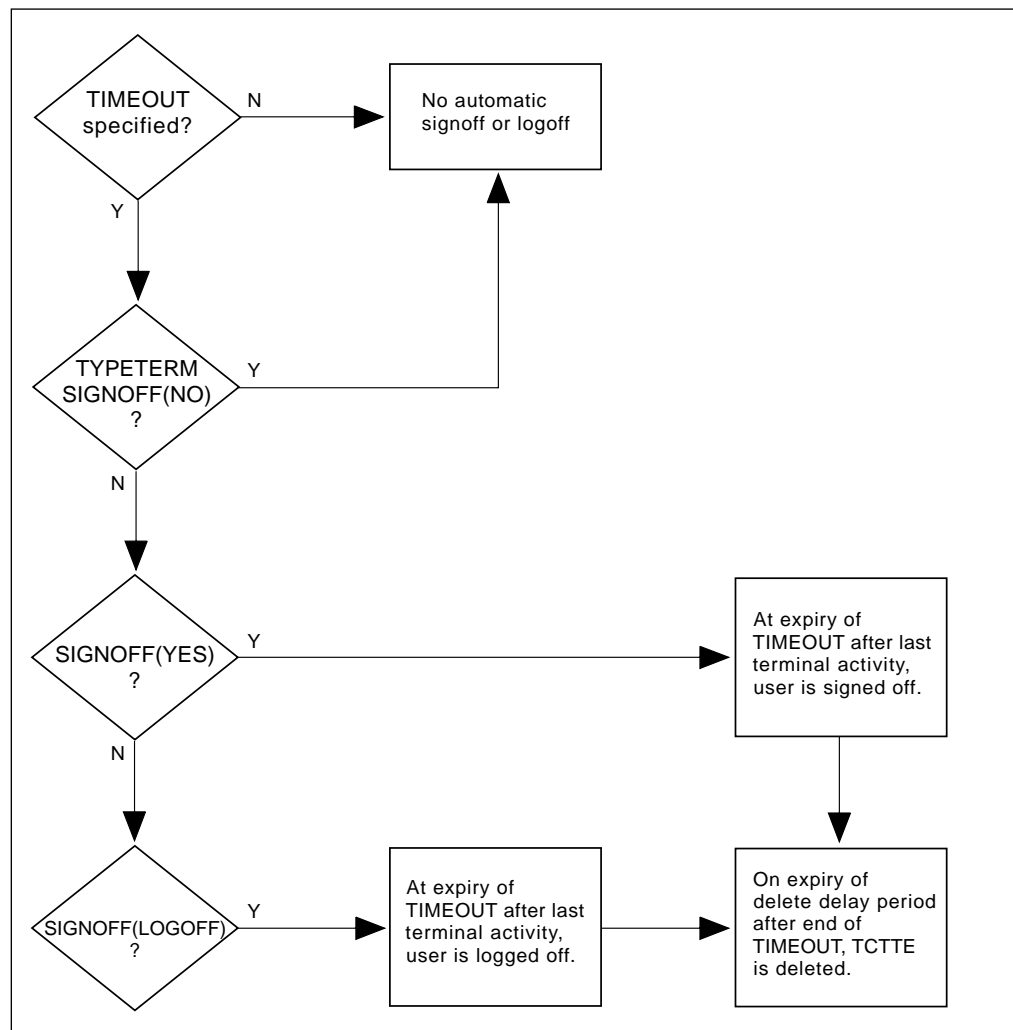 TIMEOUT
specified?
N
No automatic
signoff or logoff
Y
TYPETERM
SIGNOFF(NO)
?
Y
N
SIGNOFF(YES)
?
Y
At expiry of
TIMEOUT after last
terminal activity,
user is signed off.
N
SIGNOFF(LOGOFF)
?
Y
At expiry of
TIMEOUT after last
terminal activity,
user is logged off.
On expiry of
delete delay period
after end of
TIMEOUT, TCTTE
is deleted.